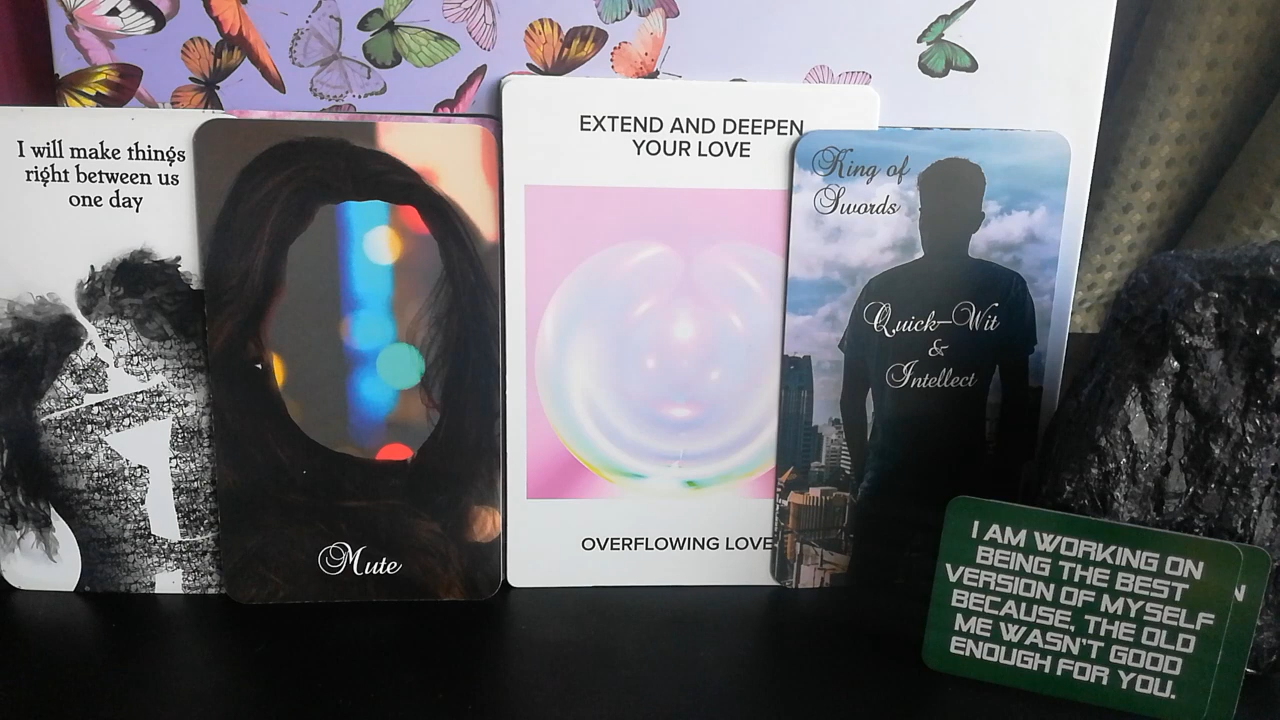 I will make things
right between us
one day
Mute
EXTEND AND DEEPEN
YOUR LOVE
OVERFLOWING LOVE
King of
Swords
Quick-Wit
&
Intellect
I AM WORKING ON
BEING THE BEST
VERSION OF MYSELF
BECAUSE, THE OLD
ME WASN'T GOOD
ENOUGH FOR YOU.